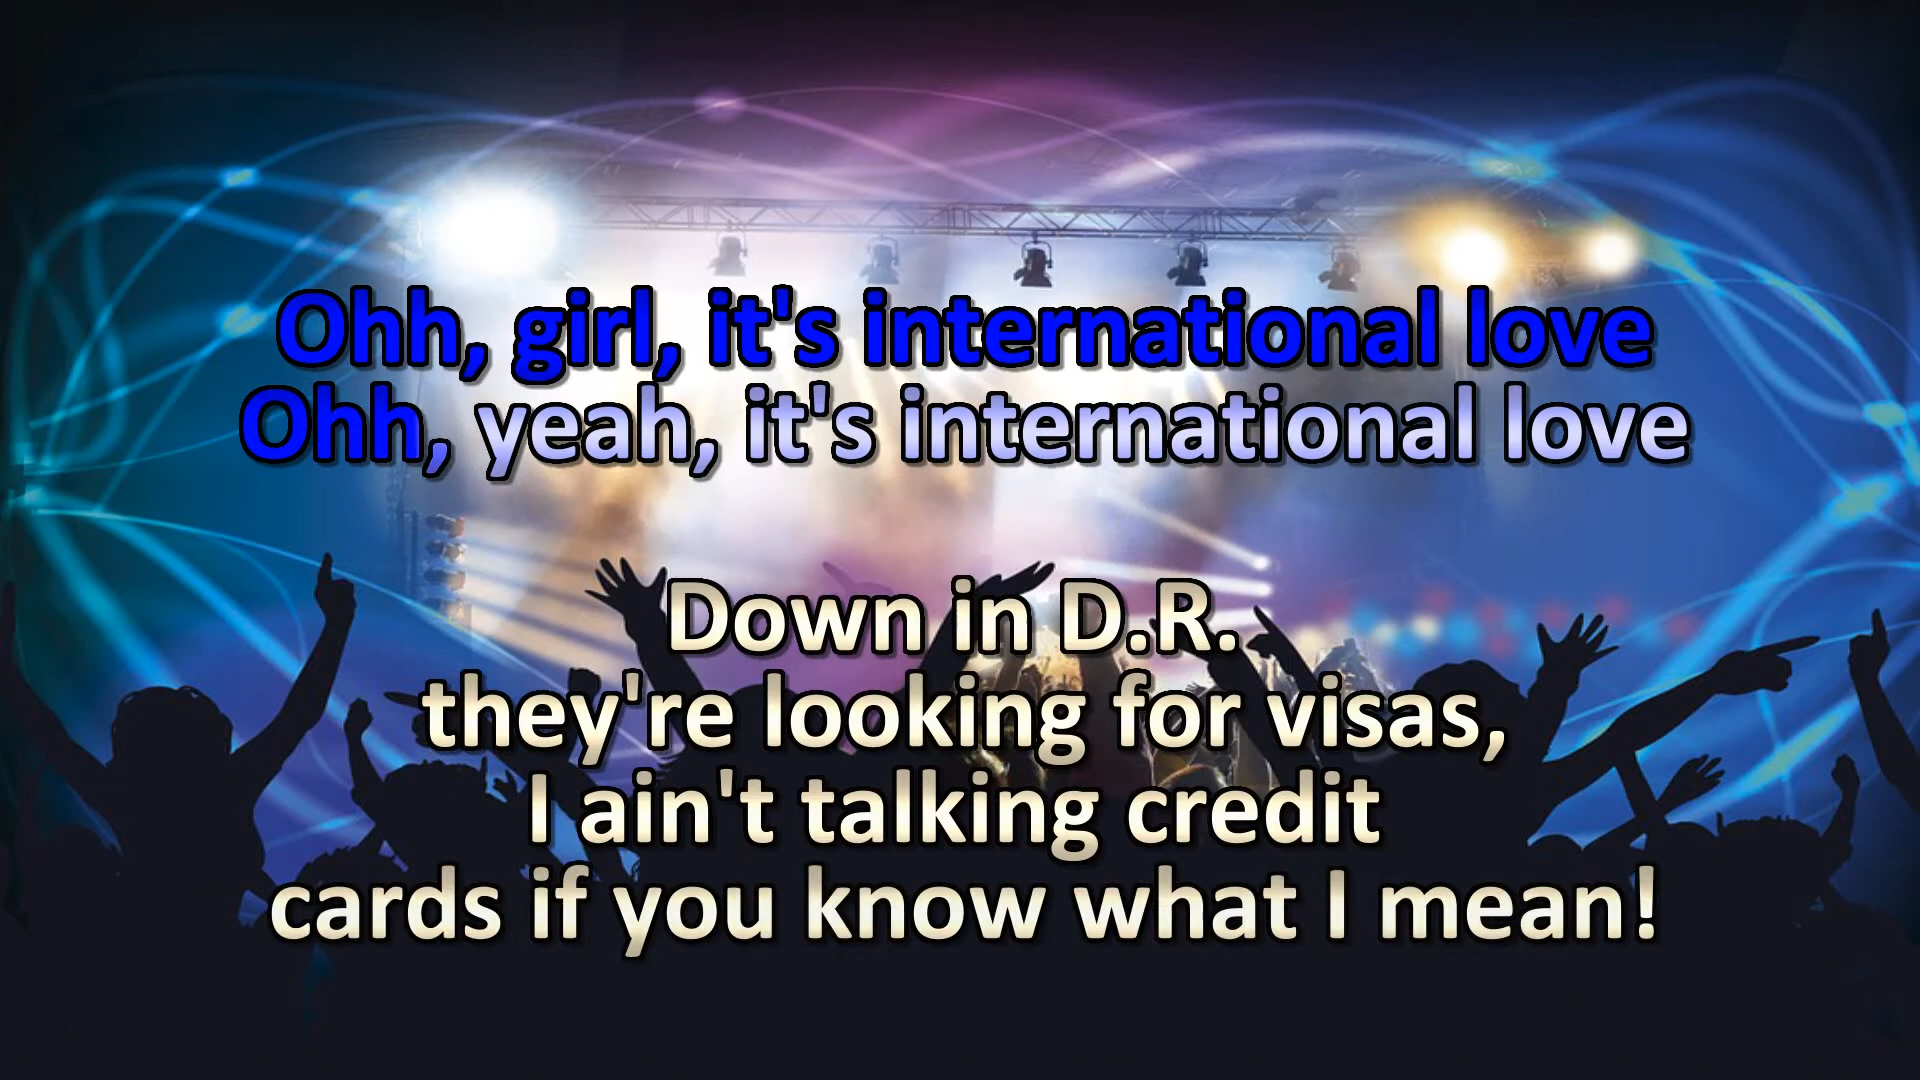 Ohh, girl, it's international love
Ohh, yeah, it's international love
Down in D.R.
they're looking for visas,
I ain't talking credit
cards if you know what I mean!